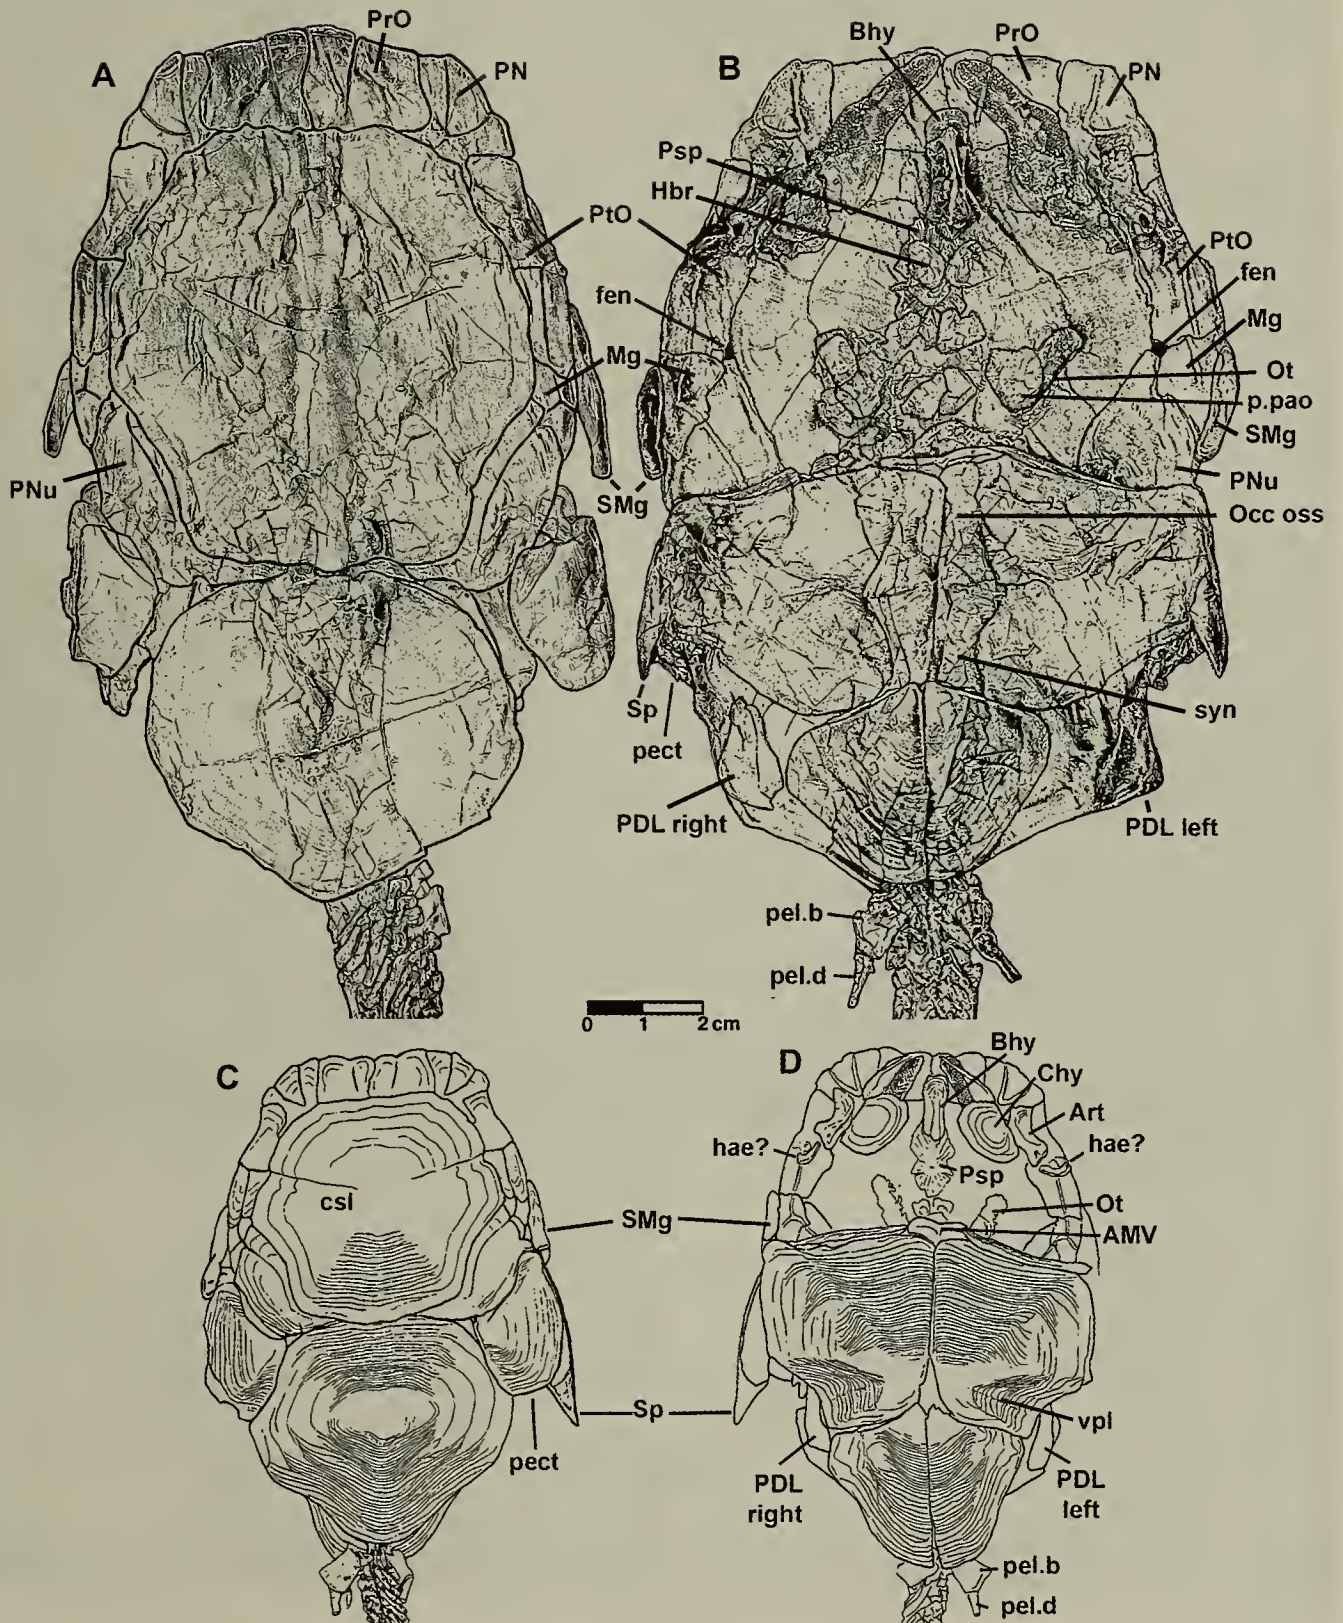 PrO
A
PN
Bhy
PrO
B
PN
Psp
Hbr
PtO
PtO
fen
fen
Mg
Mg
Ot
p.pao
SMg
PNu
SMg
PNu
Occ oss
Sp
pect
syn
PDL right
PDL left
pel.b
pel.d
0 1 2 cm
C
D
Bhy
Chy
Art
hae?
hae?
Psp
csl
Ot
SMg
AMV
Sp
vpl
pect
PDL
right
PDL
left
pel.b
pel.d